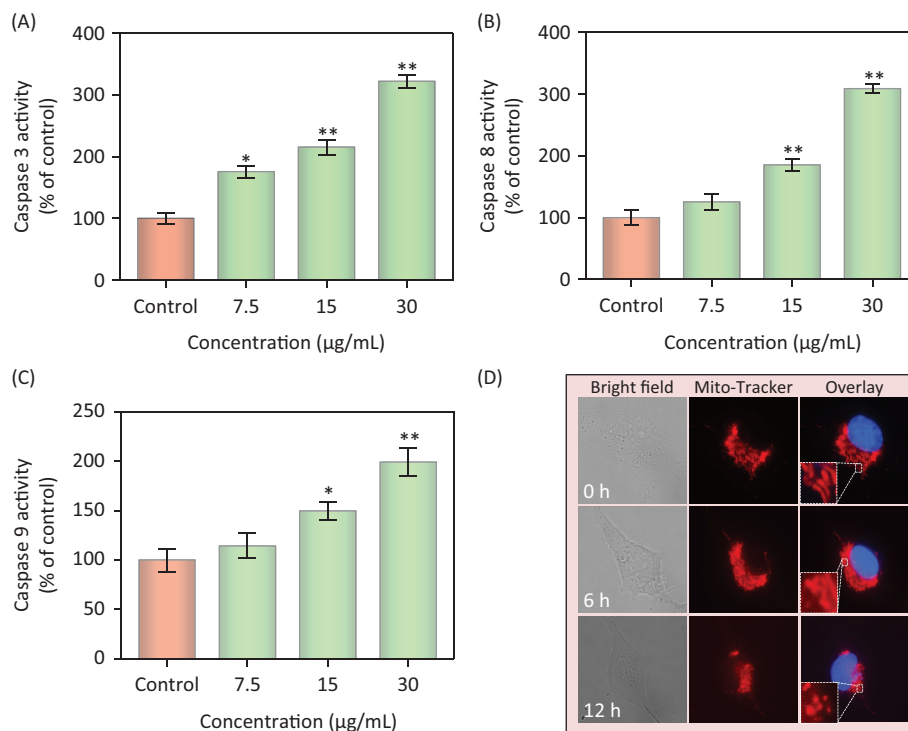 (A)
Caspase 3 activity
(% of control)
400
300
200
100
0
*
**
**
Control 7.5 15 30
Concentration (μg/mL)
(B)
Caspase 8 activity
(% of control)
400
300
200
100
0
**
**
Control 7.5 15 30
Concentration (μg/mL)
(C)
Caspase 9 activity
(% of control)
250
200
150
100
50
0
*
**
Control 7.5 15 30
Concentration (μg/mL)
(D)
Bright field Mito-Tracker Overlay
0 h
6 h
12 h